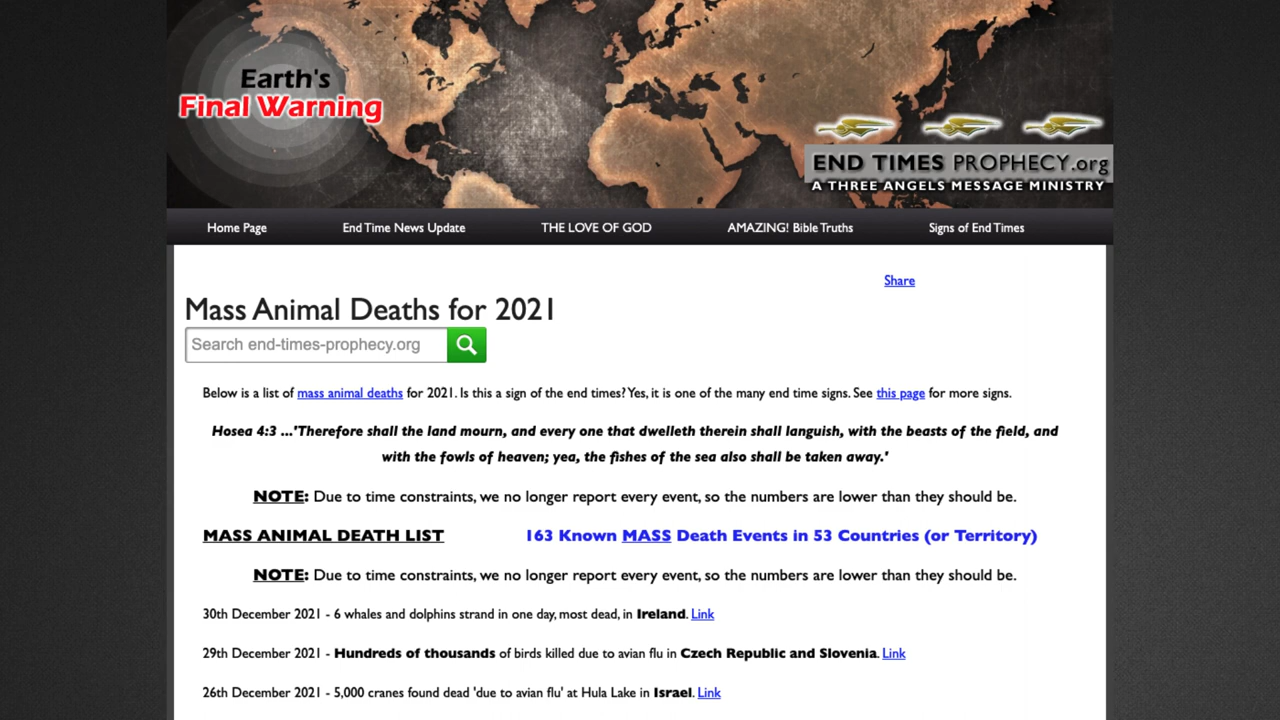 Earth's
Final Warning
END TIMES PROPHECY.org
A THREE ANGELS MESSAGE MINISTRY
Home Page End Time News Update THE LOVE OF GOD AMAZING! Bible Truths Signs of End Times
Share
Mass Animal Deaths for 2021
Search end-times-prophecy.org
Below is a list of mass animal deaths for 2021. Is this a sign of the end times? Yes, it is one of the many end time signs. See this page for more signs.
Hosea 4:3 ...'Therefore shall the land mourn, and every one that dwelleth therein shall languish, with the beasts of the field, and
with the fowls of heaven; yea, the fishes of the sea also shall be taken away.'
NOTE: Due to time constraints, we no longer report every event, so the numbers are lower than they should be.
MASS ANIMAL DEATH LIST 163 Known MASS Death Events in 53 Countries (or Territory)
NOTE: Due to time constraints, we no longer report every event, so the numbers are lower than they should be.
30th December 2021 - 6 whales and dolphins strand in one day, most dead, in Ireland. Link
29th December 2021 - Hundreds of thousands of birds killed due to avian flu in Czech Republic and Slovenia. Link
26th December 2021 - 5,000 cranes found dead 'due to avian flu' at Hula Lake in Israel. Link